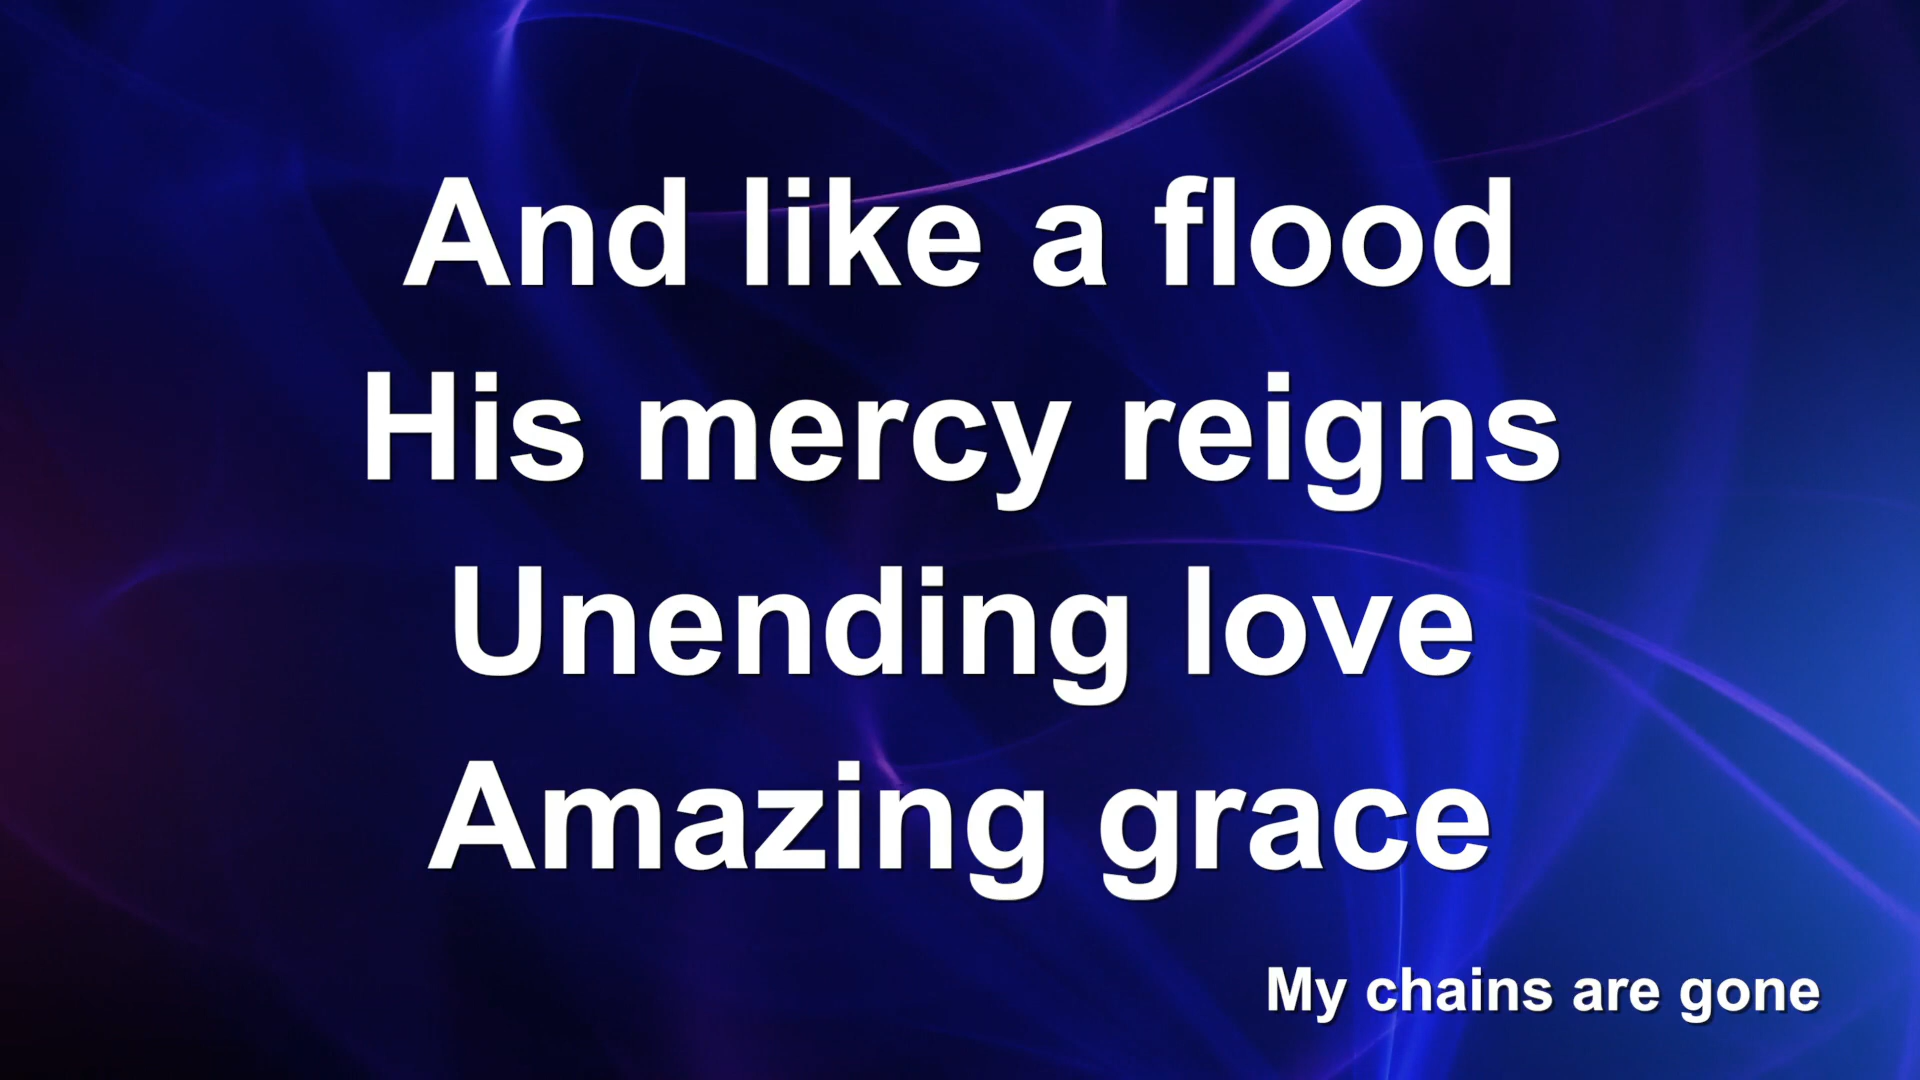 And like a flood
His mercy reigns
Unending love
Amazing grace
My chains are gone